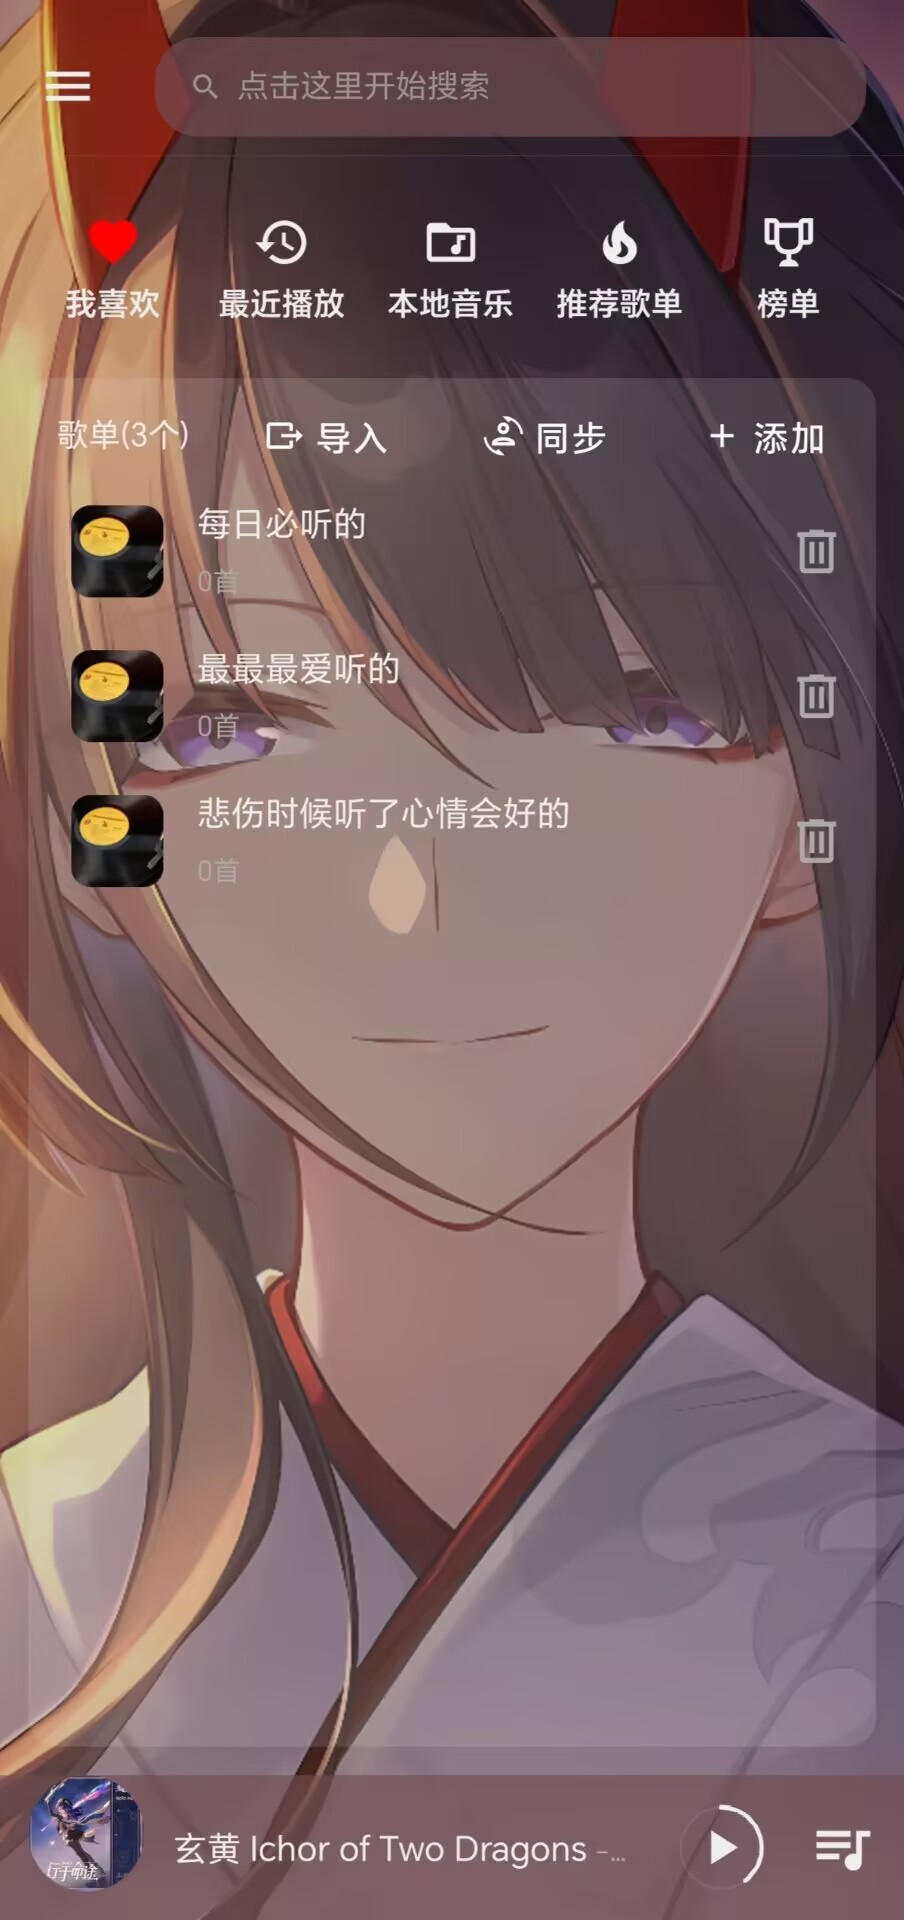 点击这里开始搜索
我喜欢 最近播放 本地音乐 推荐歌单 榜单
歌单(3个) 导入 同步 + 添加
每日必听的
0首
最最最爱听的
0首
悲伤时候听了心情会好的
0首
玄黄 Ichor of Two Dragons -...